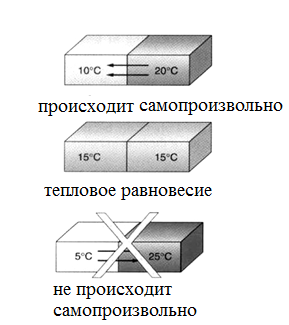 10°C 20°C
происходит самопроизвольно
15°C 15°C
тепловое равновесие
5°C 25°C
не происходит
самопроизвольно